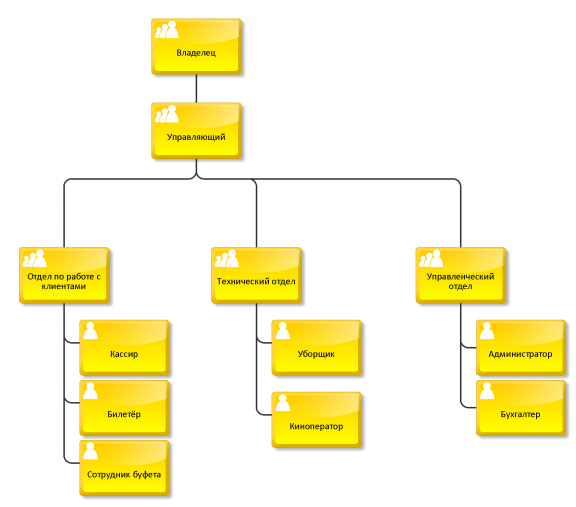 Владелец
Управляющий
Отдел по работе с
клиентами
Технический отдел
Управленческий
отдел
Кассир
Билетёр
Сотрудник буфета
Уборщик
Киноператор
Администратор
Бухгалтер